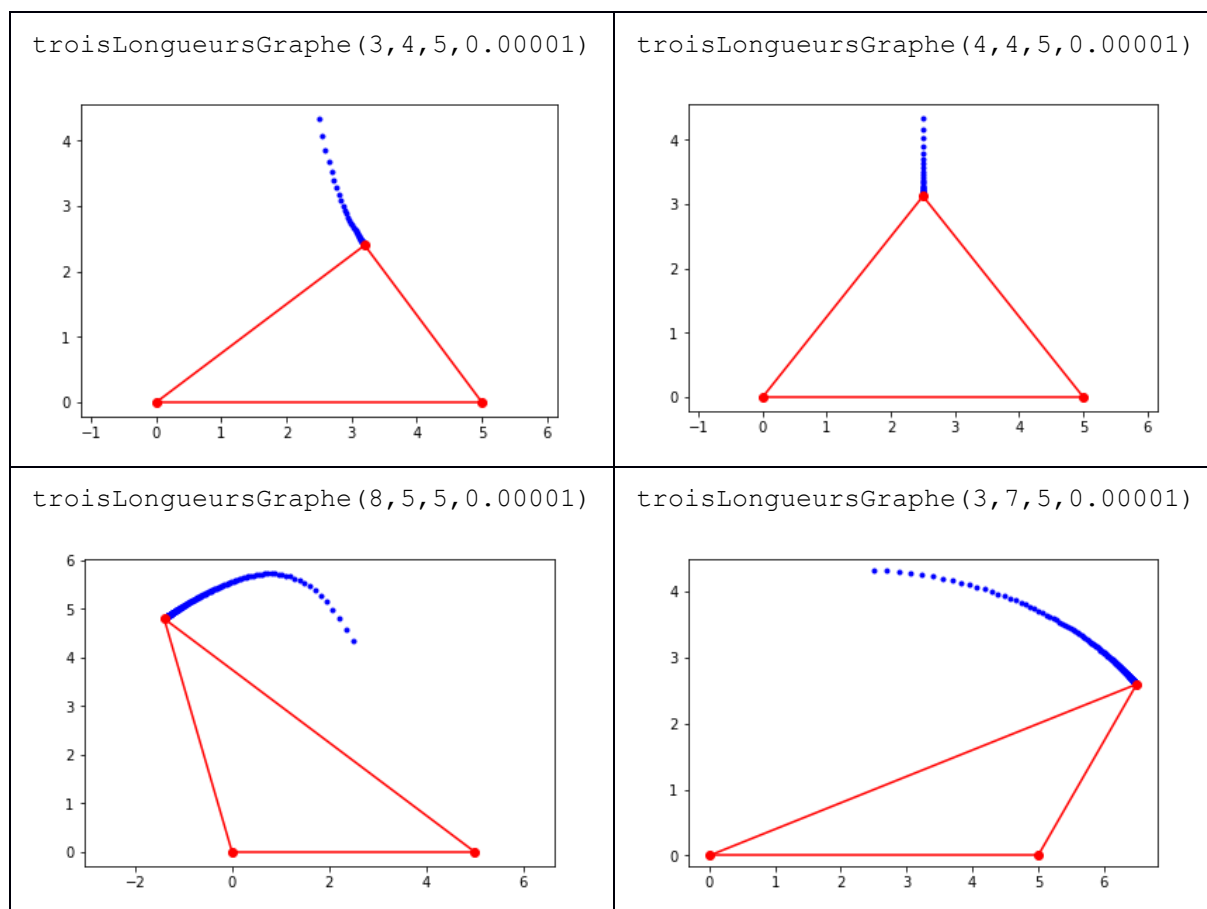 troisLongueursGraphe(3,4,5,0.00001)
4
3
2
1
0
−1 0 1 2 3 4 5 6
troisLongueursGraphe(4,4,5,0.00001)
4
3
2
1
0
−1 0 1 2 3 4 5 6
troisLongueursGraphe(8,5,5,0.00001)
6
5
4
3
2
1
0
−2 0 2 4 6
troisLongueursGraphe(3,7,5,0.00001)
4
3
2
1
0
0 1 2 3 4 5 6